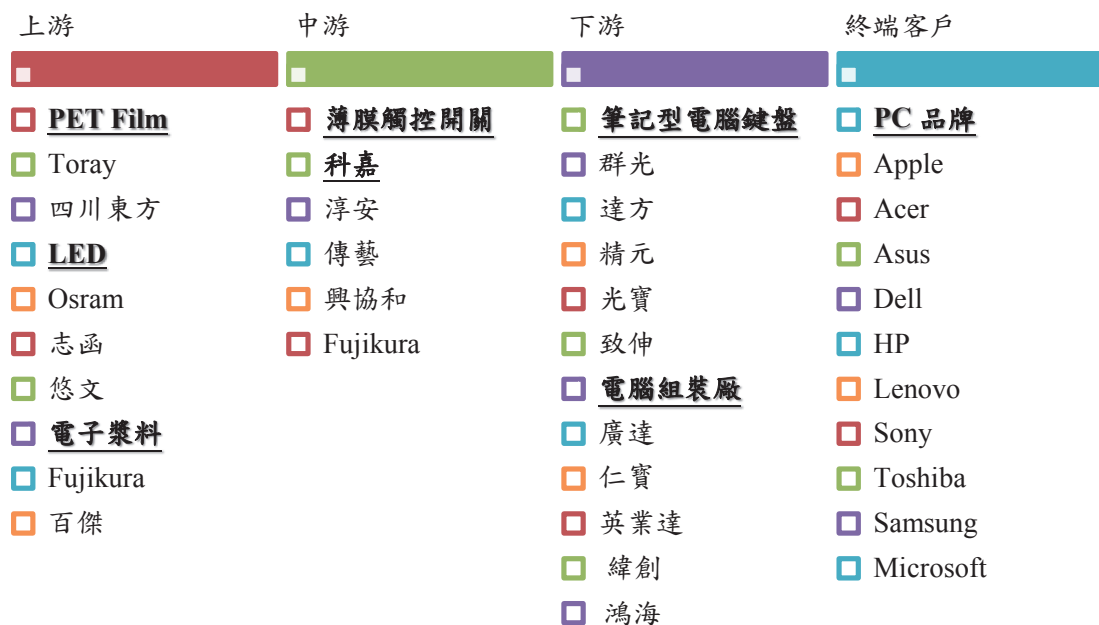 上游
PET Film
Toray
四川東方
LED
Osram
志函
悠文
電子漿料
Fujikura
百傑
中游
薄膜觸控開關
科嘉
淳安
傳藝
興協和
Fujikura
下游
筆記型電腦鍵盤
群光
達方
精元
光寶
致伸
電腦組裝廠
廣達
仁寶
英業達
緯創
鴻海
終端客戶
PC 品牌
Apple
Acer
Asus
Dell
HP
Lenovo
Sony
Toshiba
Samsung
Microsoft